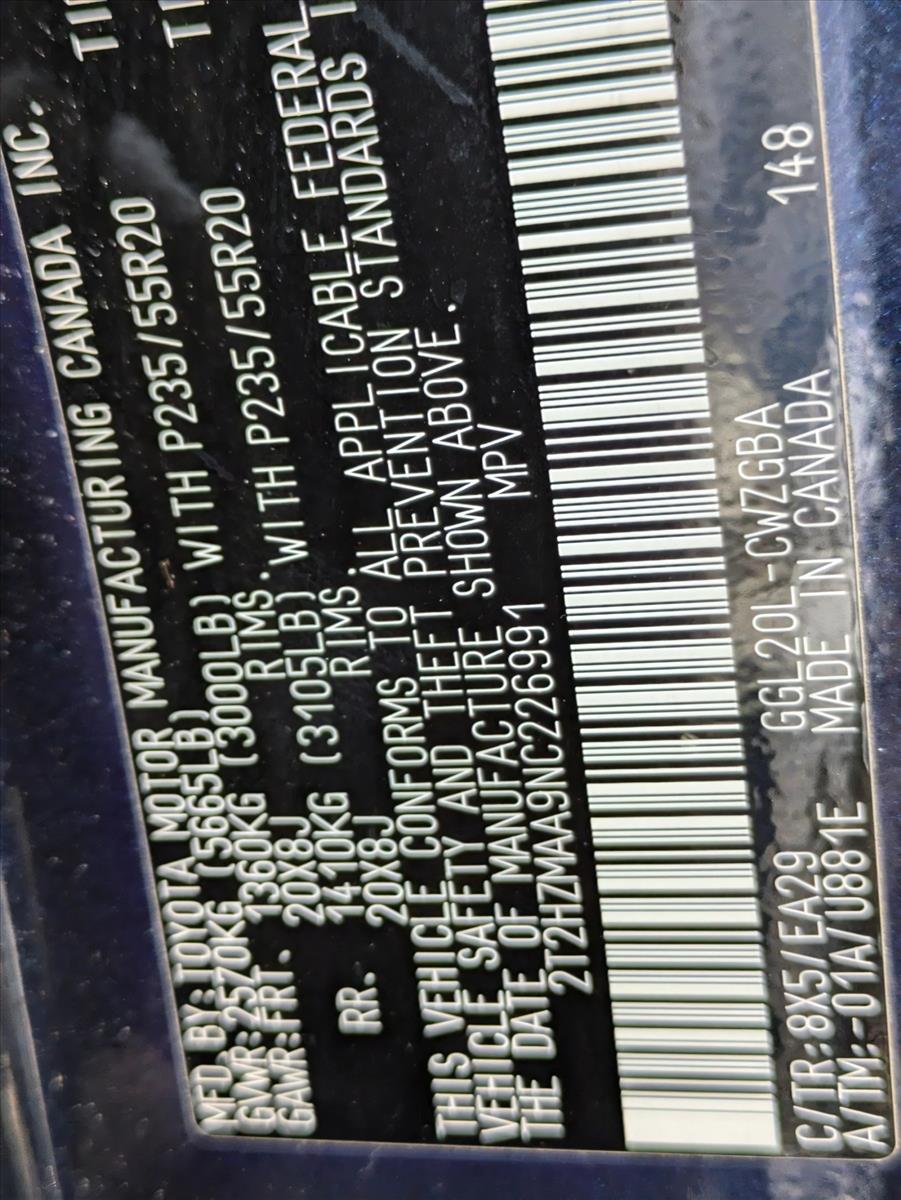 MFD. BY: TOYOTA MOTOR MANUFACTURING CANADA INC.
GVWR: 2570KG (5665LB)
GAWR: FRT. 1360KG (3000LB) WITH P235/55R20
20X8J RIMS.
RR. 1410KG (3105LB) WITH P235/55R20
20X8J RIMS.
THIS VEHICLE CONFORMS TO ALL APPLICABLE FEDERAL
VEHICLE SAFETY AND THEFT PREVENTION STANDARDS
THE DATE OF MANUFACTURE SHOWN ABOVE.
2T2HZMAA9NC226991 MPV
C/TR: 8X5/EA29 GGL20L-CWZGBA 148
A/TM: -01A/U881E MADE IN CANADA